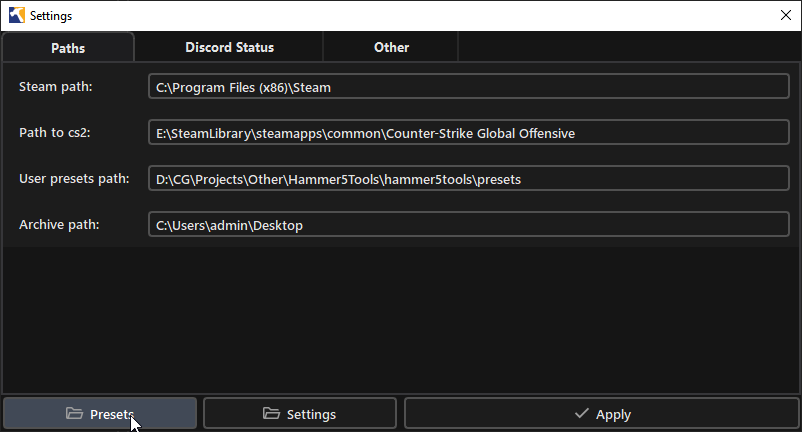 Settings
Paths
Discord Status
Other
Steam path:
C:\Program Files (x86)\Steam
Path to cs2:
E:\SteamLibrary\steamapps\common\Counter-Strike Global Offensive
User presets path:
D:\CG\Projects\Other\Hammer5Tools\hammer5tools\presets
Archive path:
C:\Users\admin\Desktop
Presets
Settings
Apply